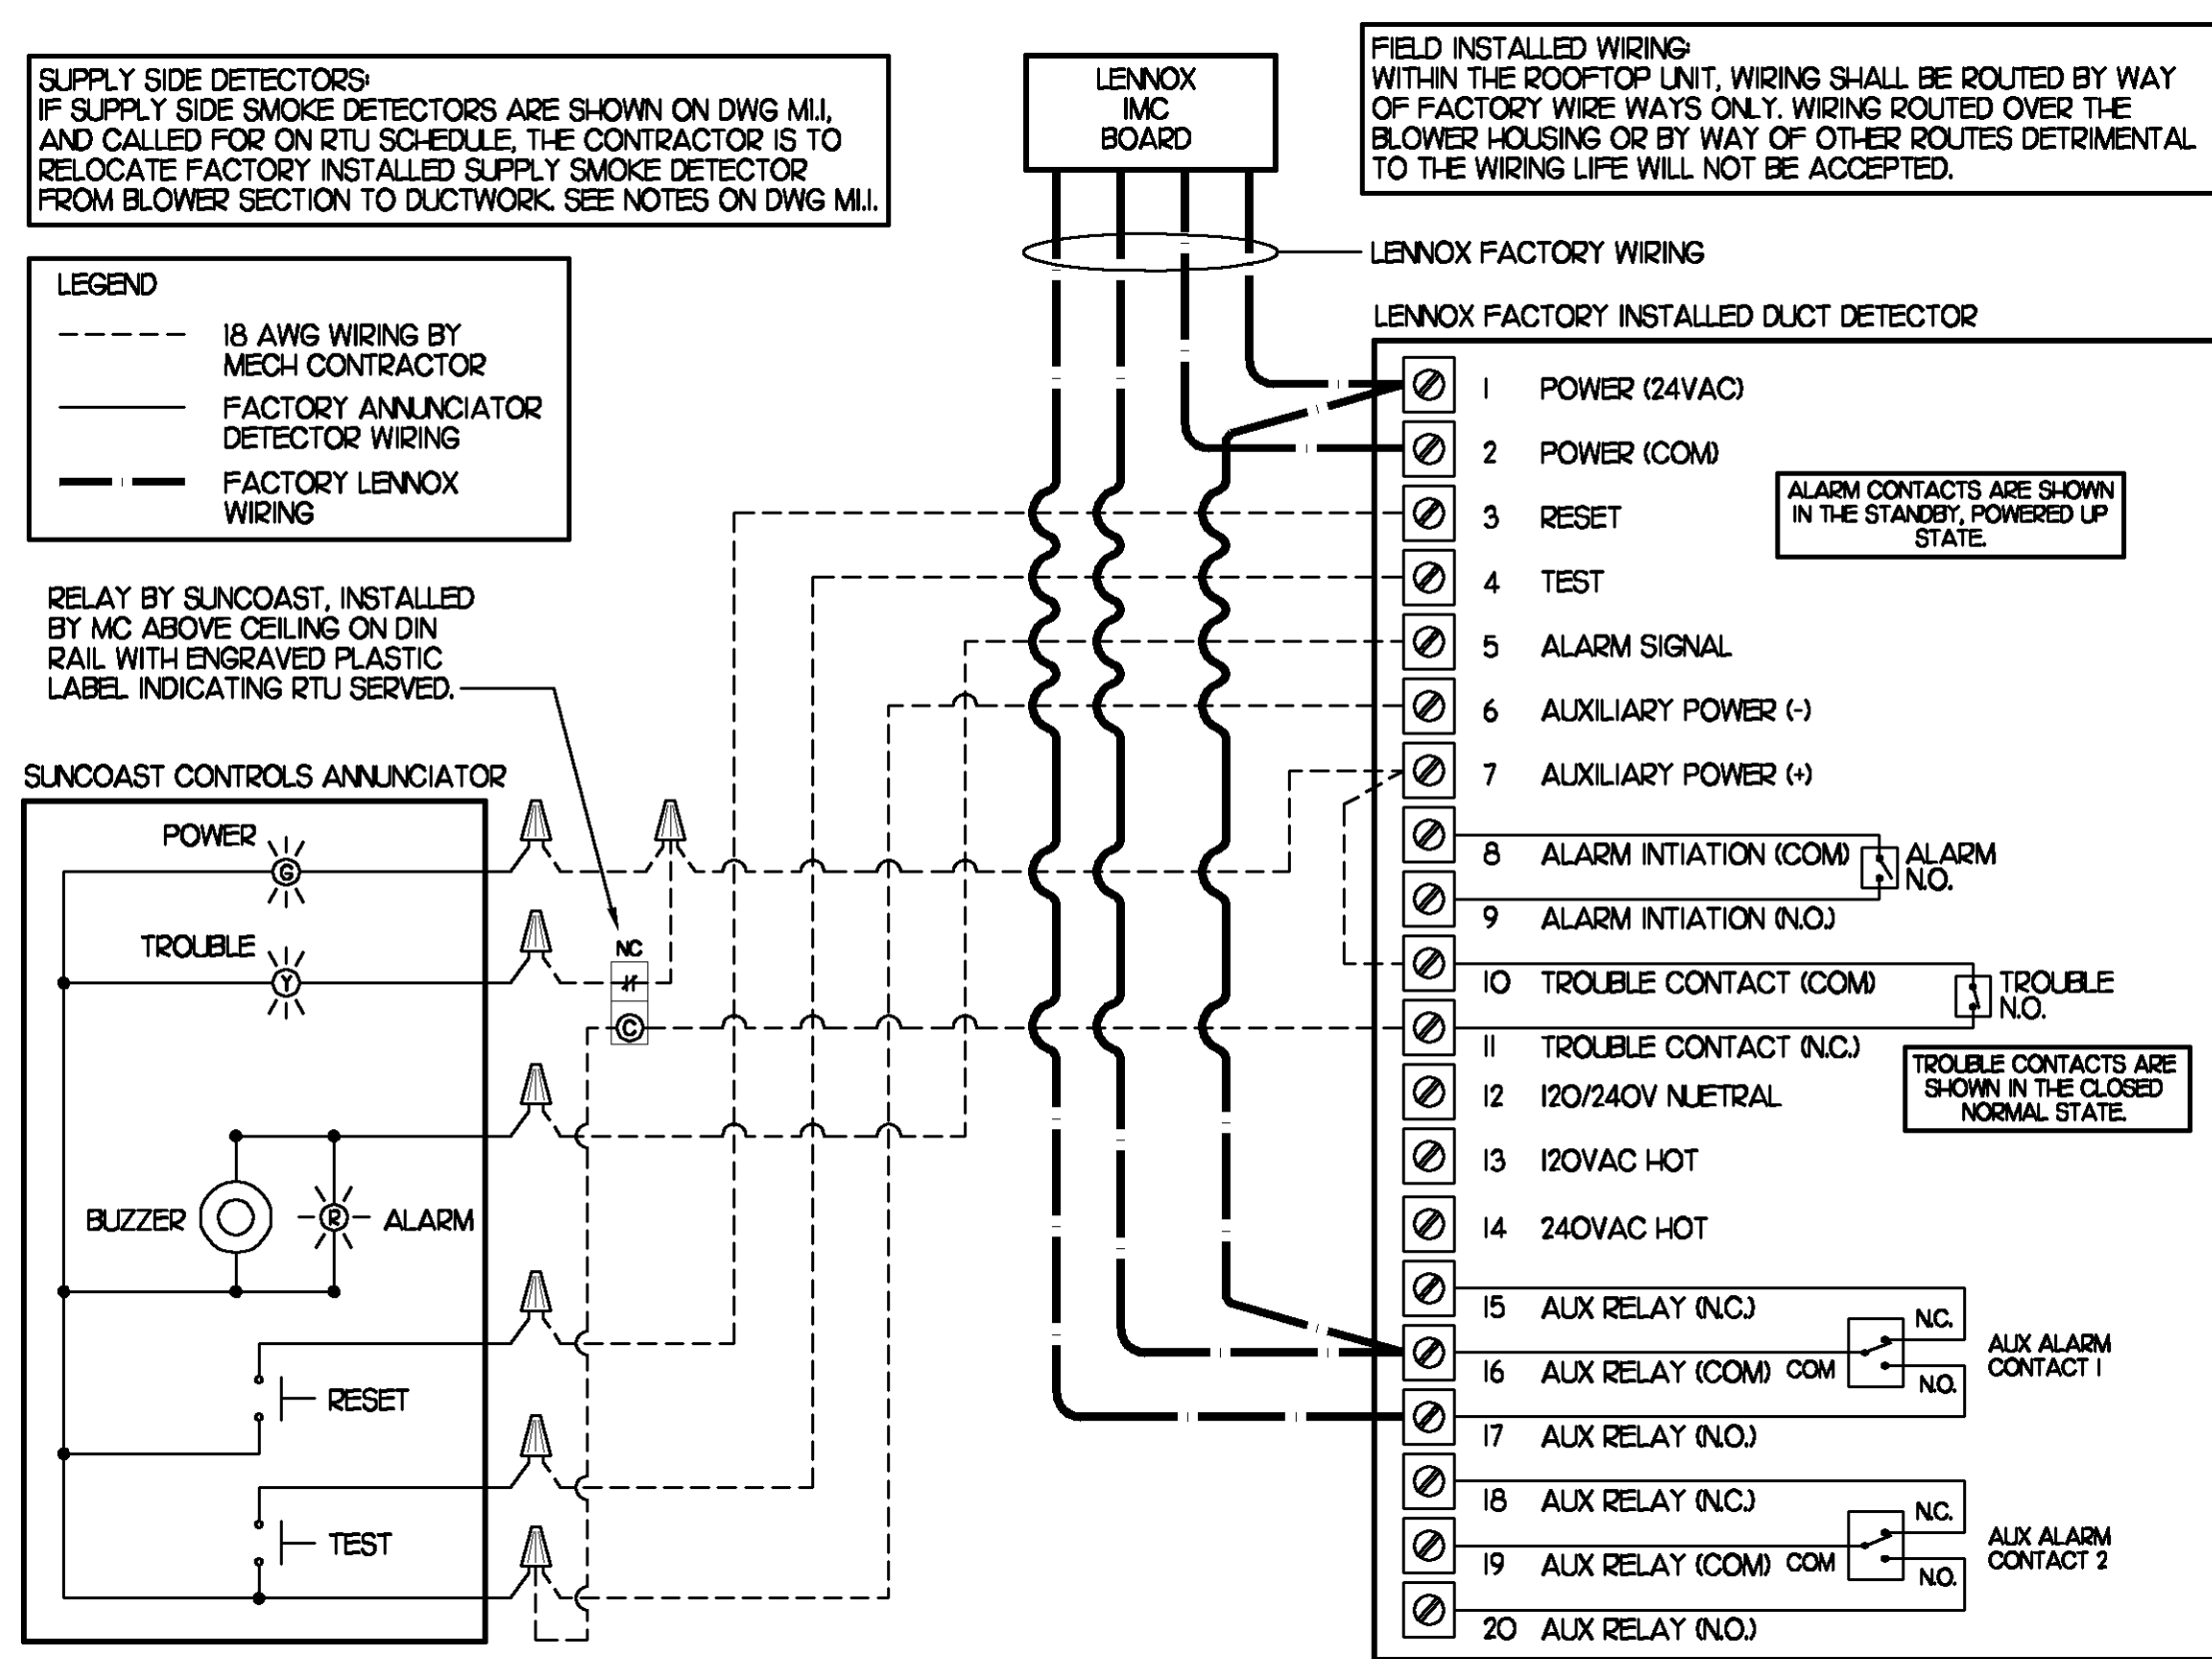 SUPPLY SIDE DETECTORS:
IF SUPPLY SIDE SMOKE DETECTORS ARE SHOWN ON DWG M1.1,
AND CALLED FOR ON RTU SCHEDULE, THE CONTRACTOR IS TO
RELOCATE FACTORY INSTALLED SUPPLY SMOKE DETECTOR
FROM BLOWER SECTION TO DUCTWORK. SEE NOTES ON DWG M1.1.
LENNOX
IMC
BOARD
FIELD INSTALLED WIRING:
WITHIN THE ROOFTOP UNIT, WIRING SHALL BE ROUTED BY WAY
OF FACTORY WIRE WAYS ONLY. WIRING ROUTED OVER THE
BLOWER HOUSING OR BY WAY OF OTHER ROUTES DETRIMENTAL
TO THE WIRING LIFE WILL NOT BE ACCEPTED.
LENNOX FACTORY WIRING
LEGEND
18 AWG WIRING BY
MECH CONTRACTOR
FACTORY ANNUNCIATOR
DETECTOR WIRING
FACTORY LENNOX
WIRING
RELAY BY SUNCOAST, INSTALLED
BY MC ABOVE CEILING ON DIN
RAIL WITH ENGRAVED PLASTIC
LABEL INDICATING RTU SERVED.
SUNCOAST CONTROLS ANNUNCIATOR
POWER
G
TROUBLE
Y
NC
C
BUZZER
R
ALARM
RESET
TEST
LENNOX FACTORY INSTALLED DUCT DETECTOR
1 POWER (24VAC)
2 POWER (COM)
ALARM CONTACTS ARE SHOWN
IN THE STANDBY, POWERED UP
STATE.
3 RESET
4 TEST
5 ALARM SIGNAL
6 AUXILIARY POWER (-)
7 AUXILIARY POWER (+)
8 ALARM INTIATION (COM)
ALARM
N.O.
9 ALARM INTIATION (N.O.)
10 TROUBLE CONTACT (COM)
TROUBLE
N.O.
11 TROUBLE CONTACT (N.C.)
TROUBLE CONTACTS ARE
SHOWN IN THE CLOSED
NORMAL STATE.
12 120/240V NUETRAL
13 120VAC HOT
14 240VAC HOT
15 AUX RELAY (N.C.)
N.C.
16 AUX RELAY (COM) COM
N.O.
AUX ALARM
CONTACT 1
17 AUX RELAY (N.O.)
18 AUX RELAY (N.C.)
N.C.
19 AUX RELAY (COM) COM
N.O.
AUX ALARM
CONTACT 2
20 AUX RELAY (N.O.)